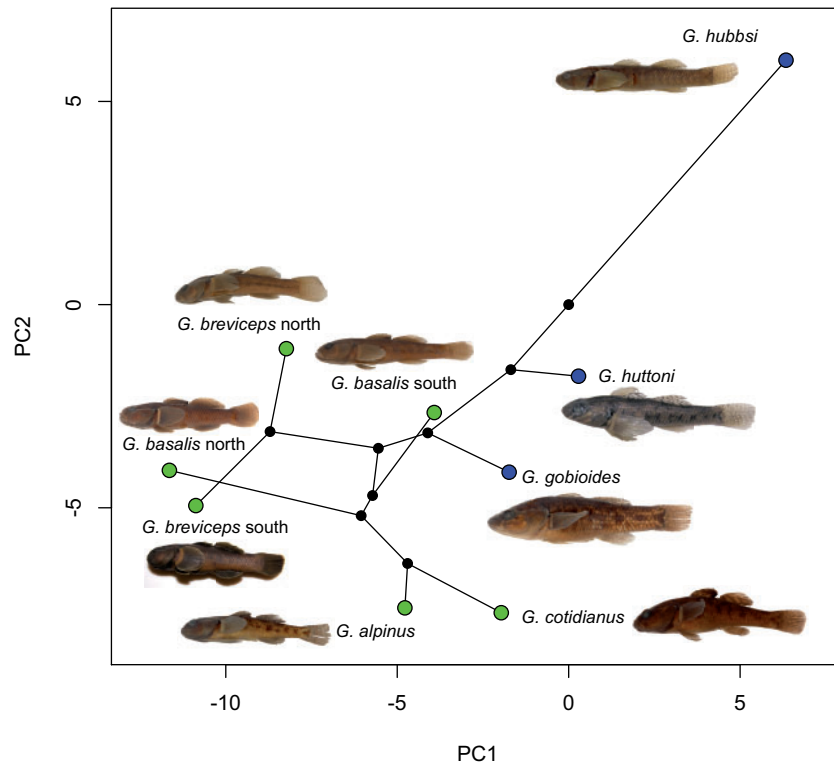 G. hubbsi
5
PC2
0
G. breviceps north
G. basalis south
G. huttoni
G. basalis north
G. gobioides
-5
G. breviceps south
G. alpinus
G. cotidianus
-10
-5
0
5
PC1